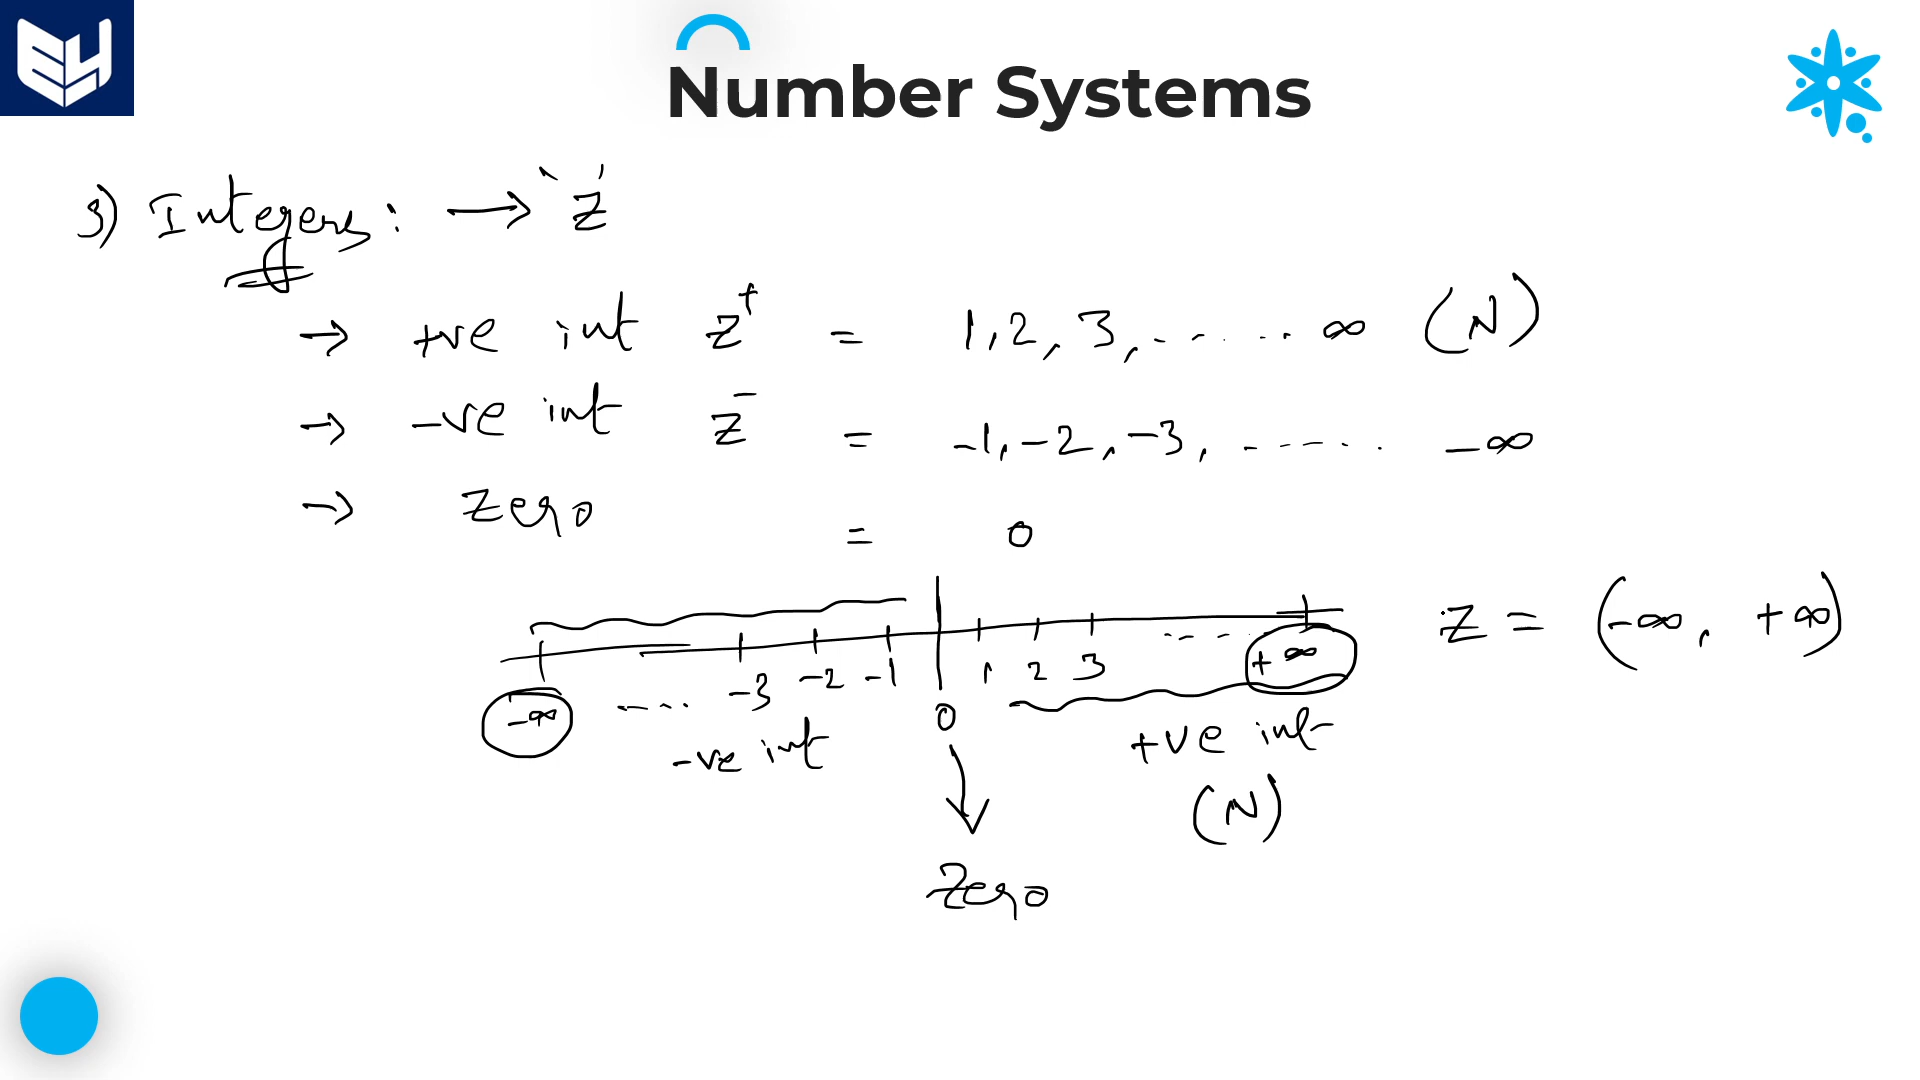 Number Systems
3) Integers: → 'Z'
→ +ve int Z⁺ = 1, 2, 3, ...... ∞ (N)
→ -ve int Z⁻ = -1, -2, -3, ...... -∞
→ Zero = 0
Z = (-∞, +∞)
-∞ .... -3 -2 -1 0 1 2 3 .... +∞
-ve int +ve int
(N)
Zero